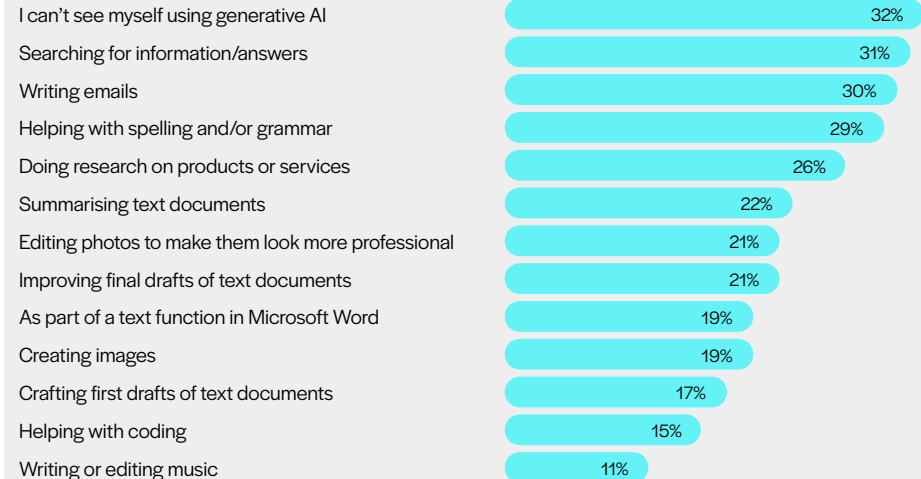 I can't see myself using generative AI 32%
Searching for information/answers 31%
Writing emails 30%
Helping with spelling and/or grammar 29%
Doing research on products or services 26%
Summarising text documents 22%
Editing photos to make them look more professional 21%
Improving final drafts of text documents 21%
As part of a text function in Microsoft Word 19%
Creating images 19%
Crafting first drafts of text documents 17%
Helping with coding 15%
Writing or editing music 11%